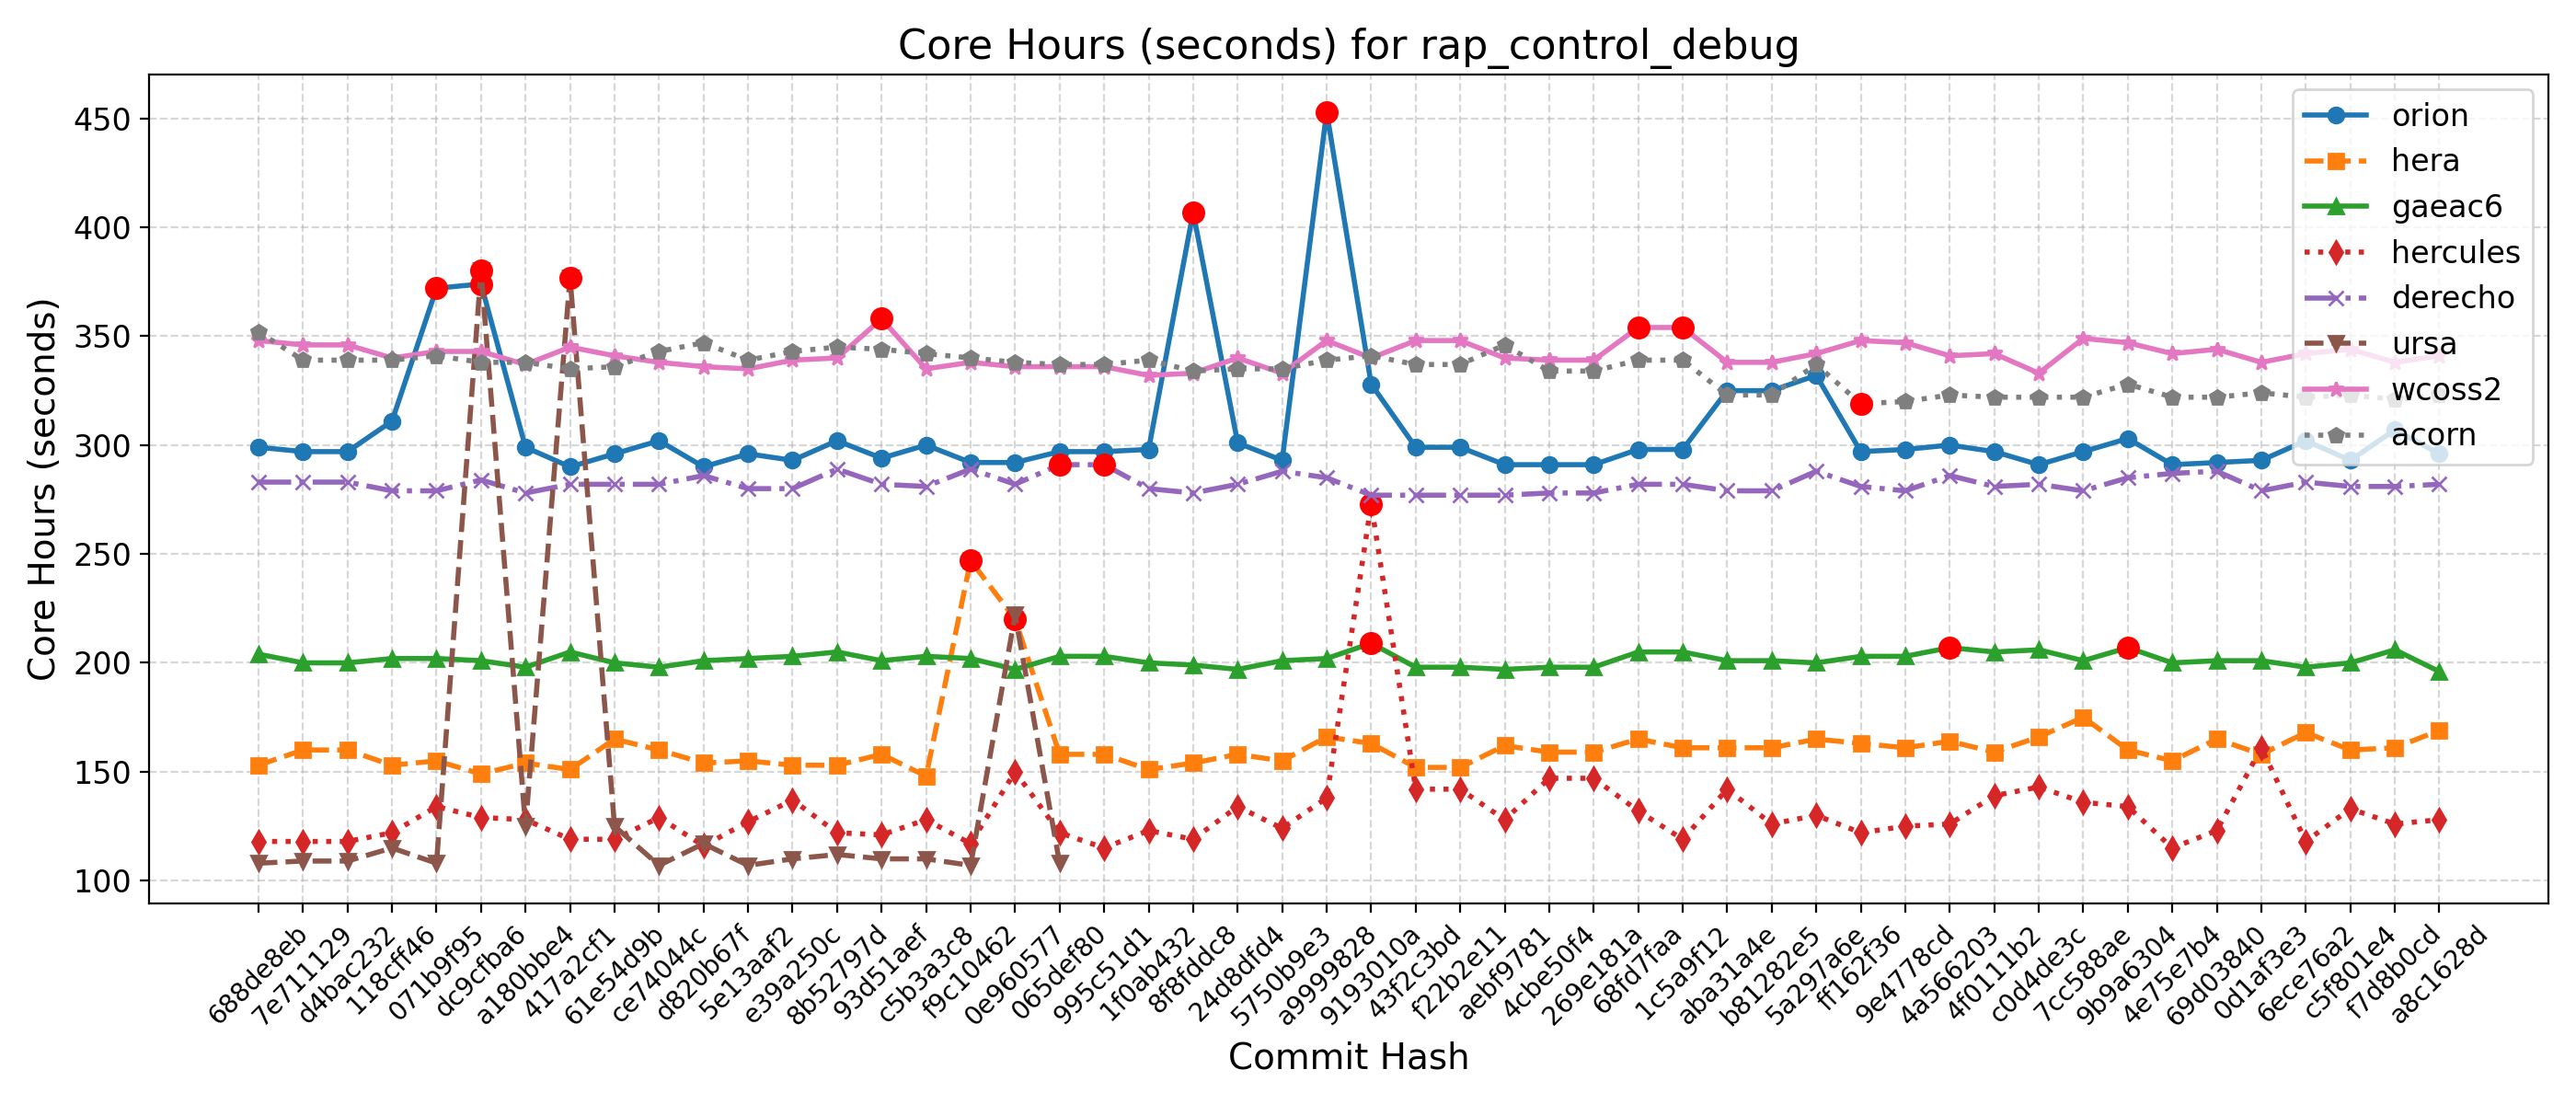 Core Hours (seconds) for rap_control_debug
Core Hours (seconds)
450
400
350
300
250
200
150
100
orion
hera
gaeac6
hercules
derecho
ursa
wcoss2
acorn
688de8eb
7e711129
d4bac232
118cff46
071b9f95
dc9cfba6
a180bbe4
417a2cf1
61e54d9b
ce74044c
d820b67f
5e13aaf2
e39a250c
8b52797d
93d51aef
c5b3a3c8
f9c10462
0e960577
065def80
995c51d1
1f0ab432
8f8fddc8
24d8dfd4
5750b9e3
a9999828
9193010a
43f2c3bd
f22b2e11
aebf9781
4cbe50f4
269e181a
68fd7faa
1c5a9f12
aba31a4e
b81282e5
5a297a6e
ff162f36
9e4778cd
4a566203
4f0111b2
c0d4de3c
7cc588ae
9b9a6304
4e75e7b4
69d03840
0d1af3e3
6ece76a2
c5f801e4
f7d8b0cd
a8c1628d
Commit Hash